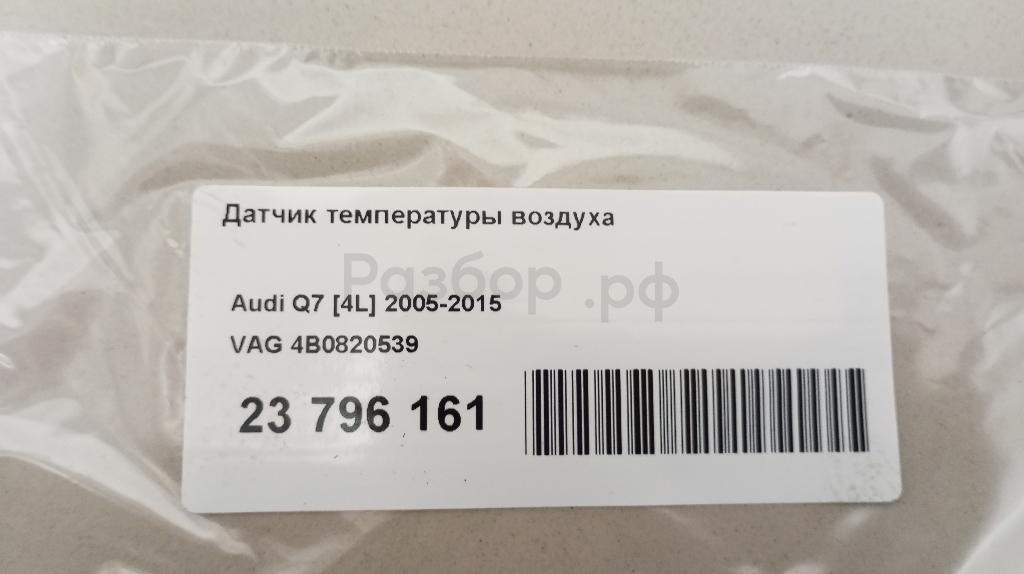 Датчик температуры воздуха
Разбор.рф
Audi Q7 [4L] 2005-2015
VAG 4B0820539
23 796 161